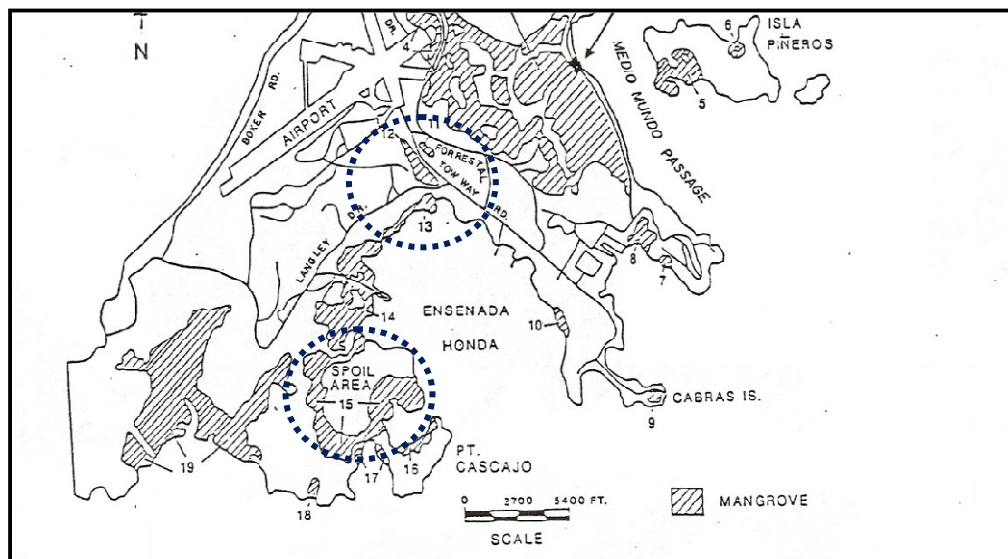 N
DR.
4
BOXER RD.
AIRPORT
D
12
11
FORRESTAL
TOW WAY
RD.
MEDIO MUNDO PASSAGE
6
ISLA
PIÑEROS
5
LANGLEY
DR.
13
8
7
14
ENSENADA
HONDA
10
SPOIL
AREA
15
CABRAS IS.
9
19
17
16
PT.
CASCAJO
18
0 2700 5400 FT.
SCALE
MANGROVE